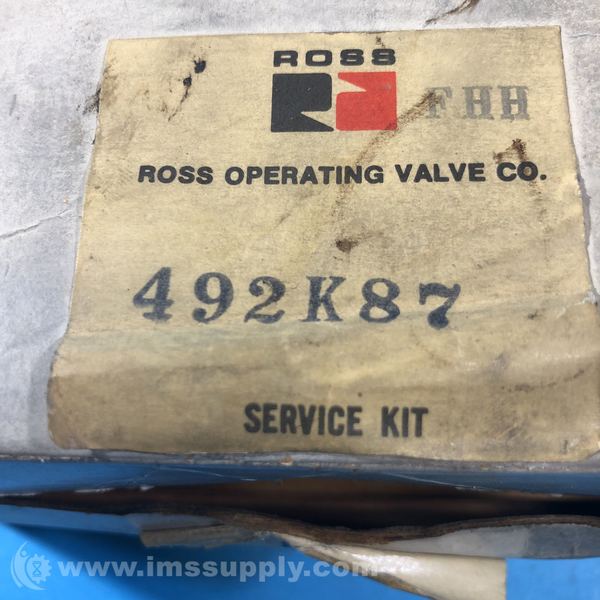 ROSS
FHH
ROSS OPERATING VALVE CO.
492K87
SERVICE KIT
www.imssupply.com